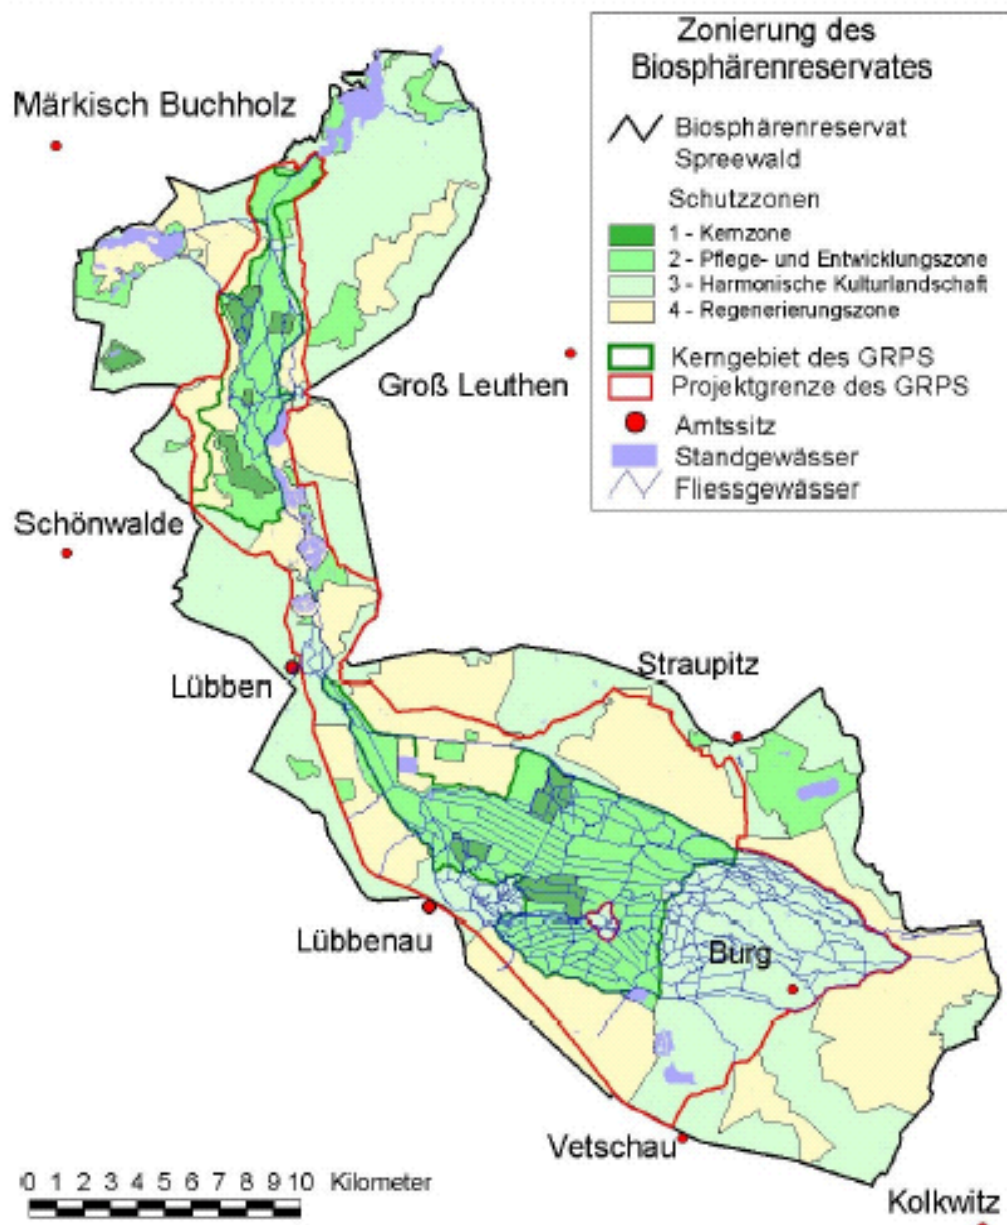 Zonierung des
Biosphärenreservates
Biosphärenreservat
Spreewald
Schutzzonen
1 - Kernzone
2 - Pflege- und Entwicklungszone
3 - Harmonische Kulturlandschaft
4 - Regenerierungszone
Kerngebiet des GRPS
Projektgrenze des GRPS
Amtssitz
Standgewässer
Fliessgewässer
Märkisch Buchholz
Groß Leuthen
Schönwalde
Lübben
Straupitz
Lübbenau
Burg
Vetschau
Kolkwitz
0 1 2 3 4 5 6 7 8 9 10 Kilometer